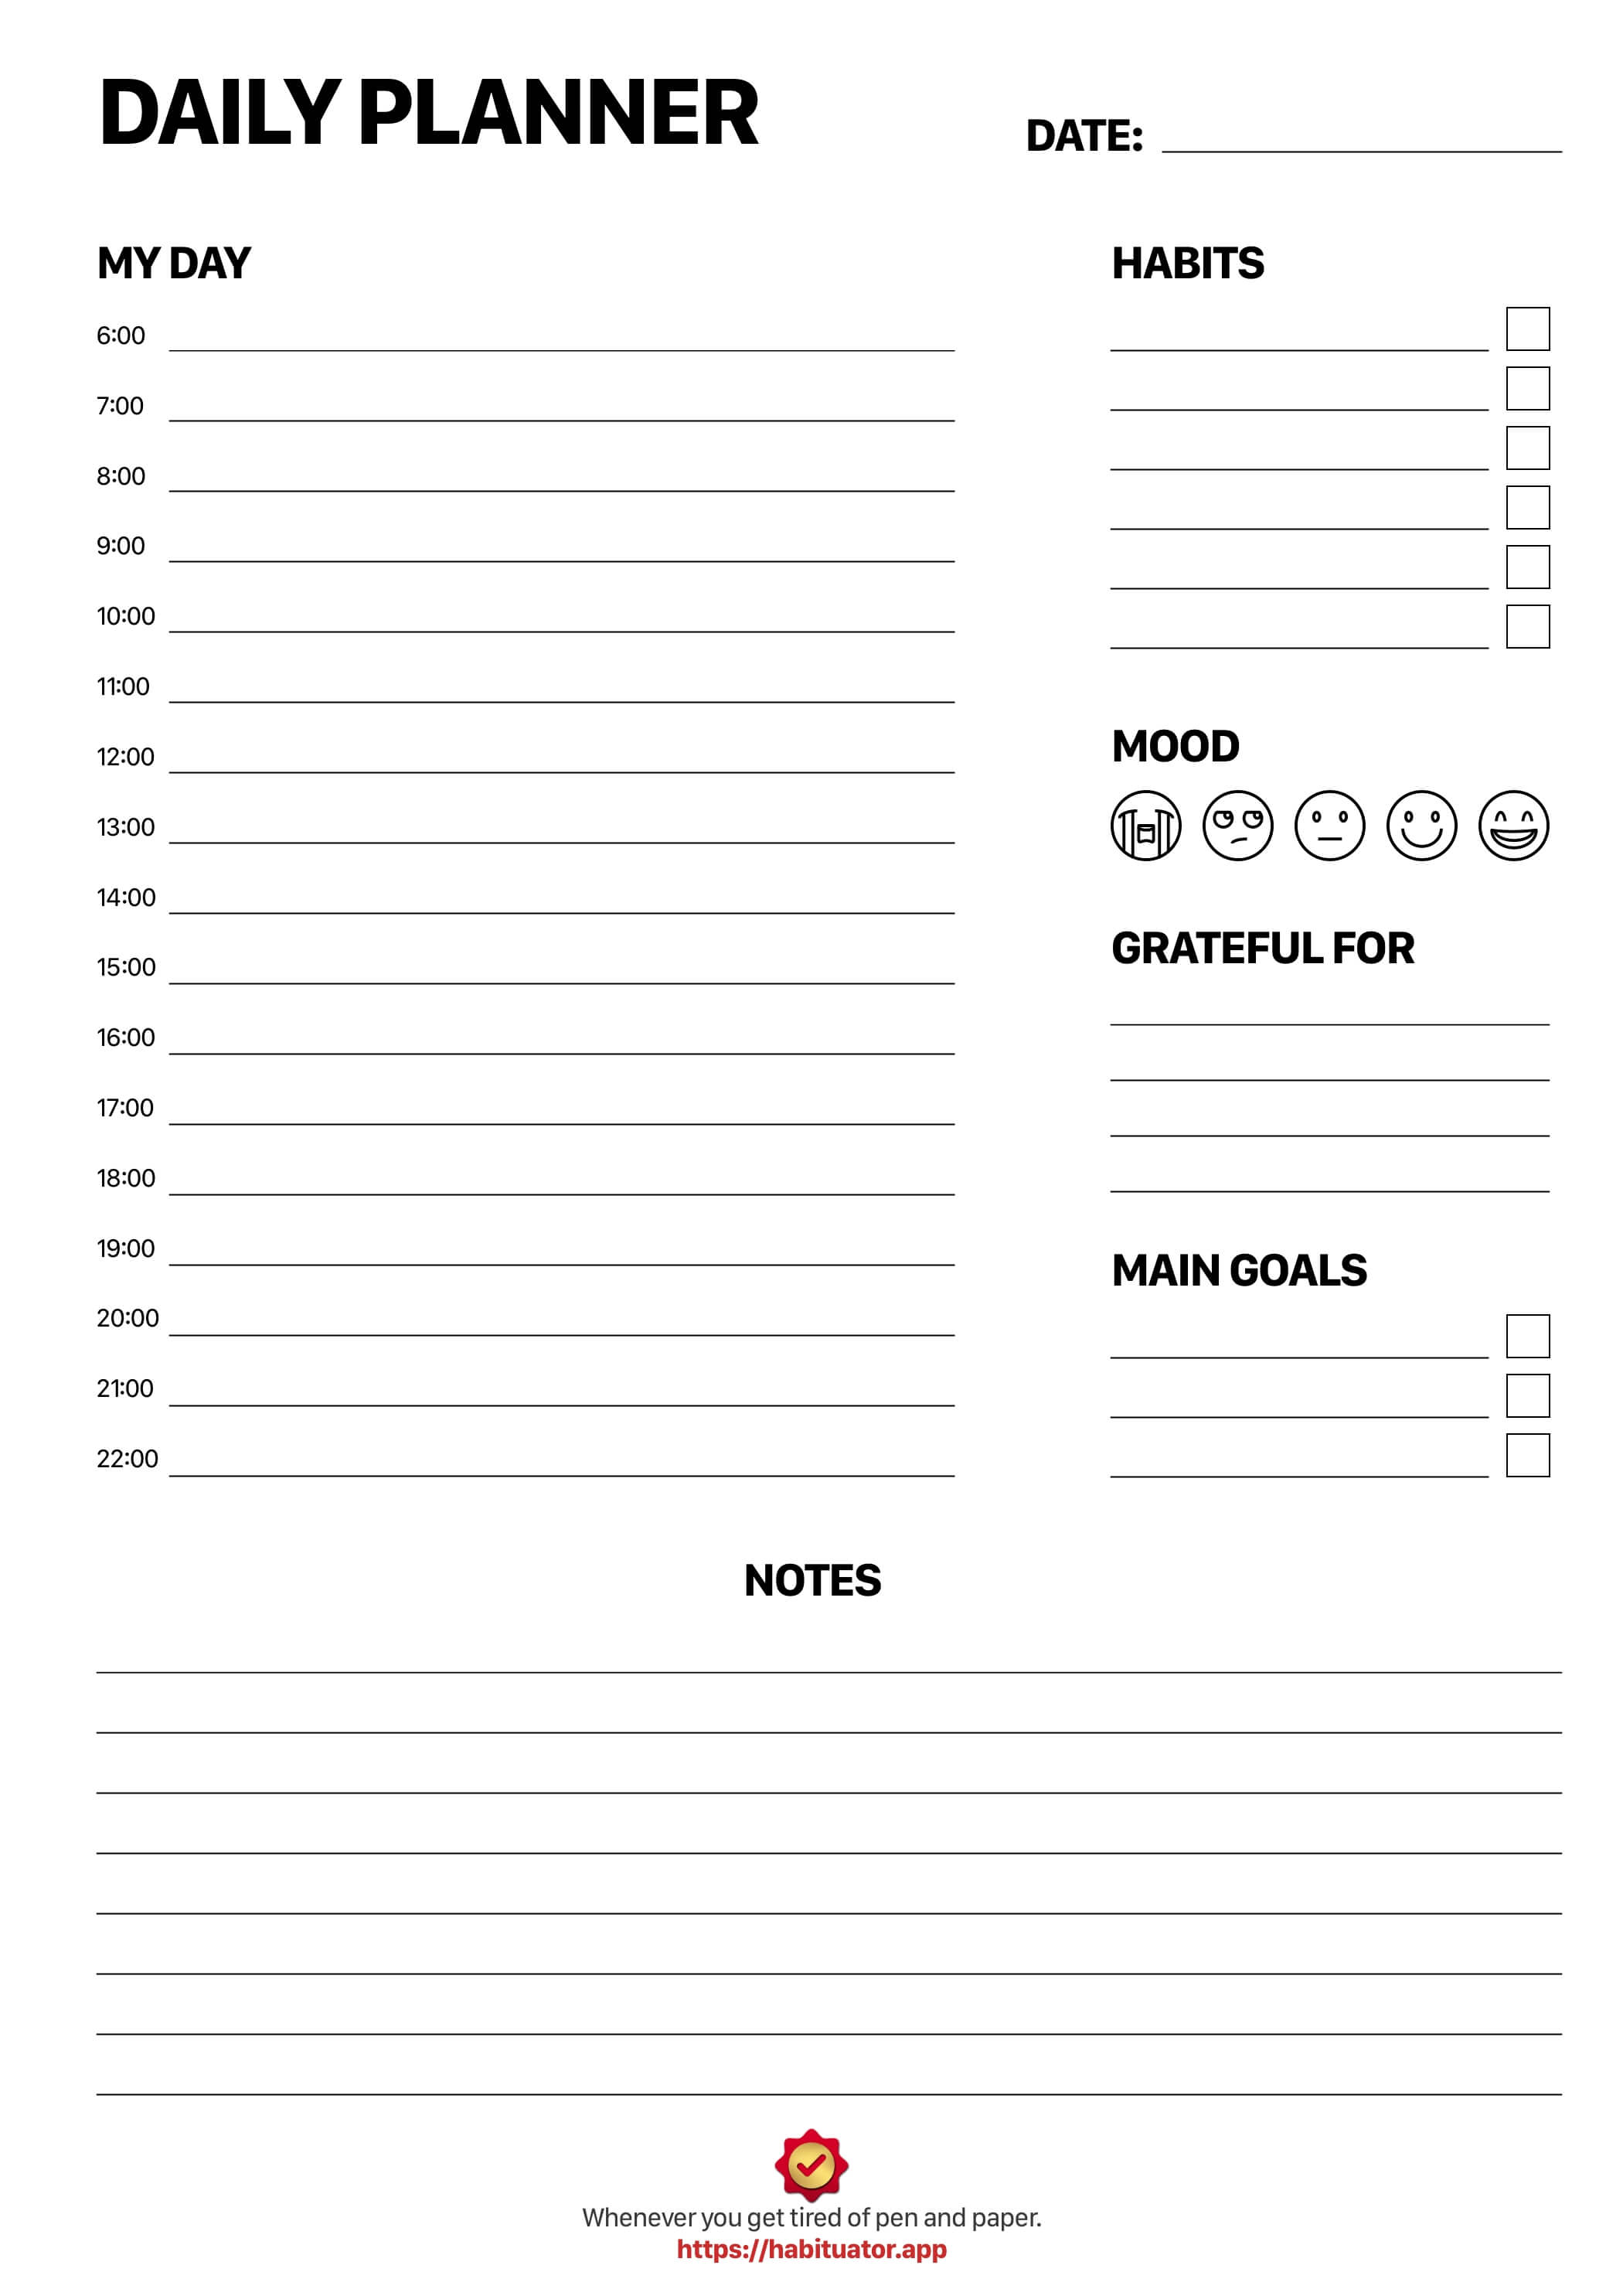 DAILY PLANNER
DATE:
MY DAY
6:00
7:00
8:00
9:00
10:00
11:00
12:00
13:00
14:00
15:00
16:00
17:00
18:00
19:00
20:00
21:00
22:00
HABITS
MOOD
GRATEFUL FOR
MAIN GOALS
NOTES
Whenever you get tired of pen and paper.
https://habituator.app